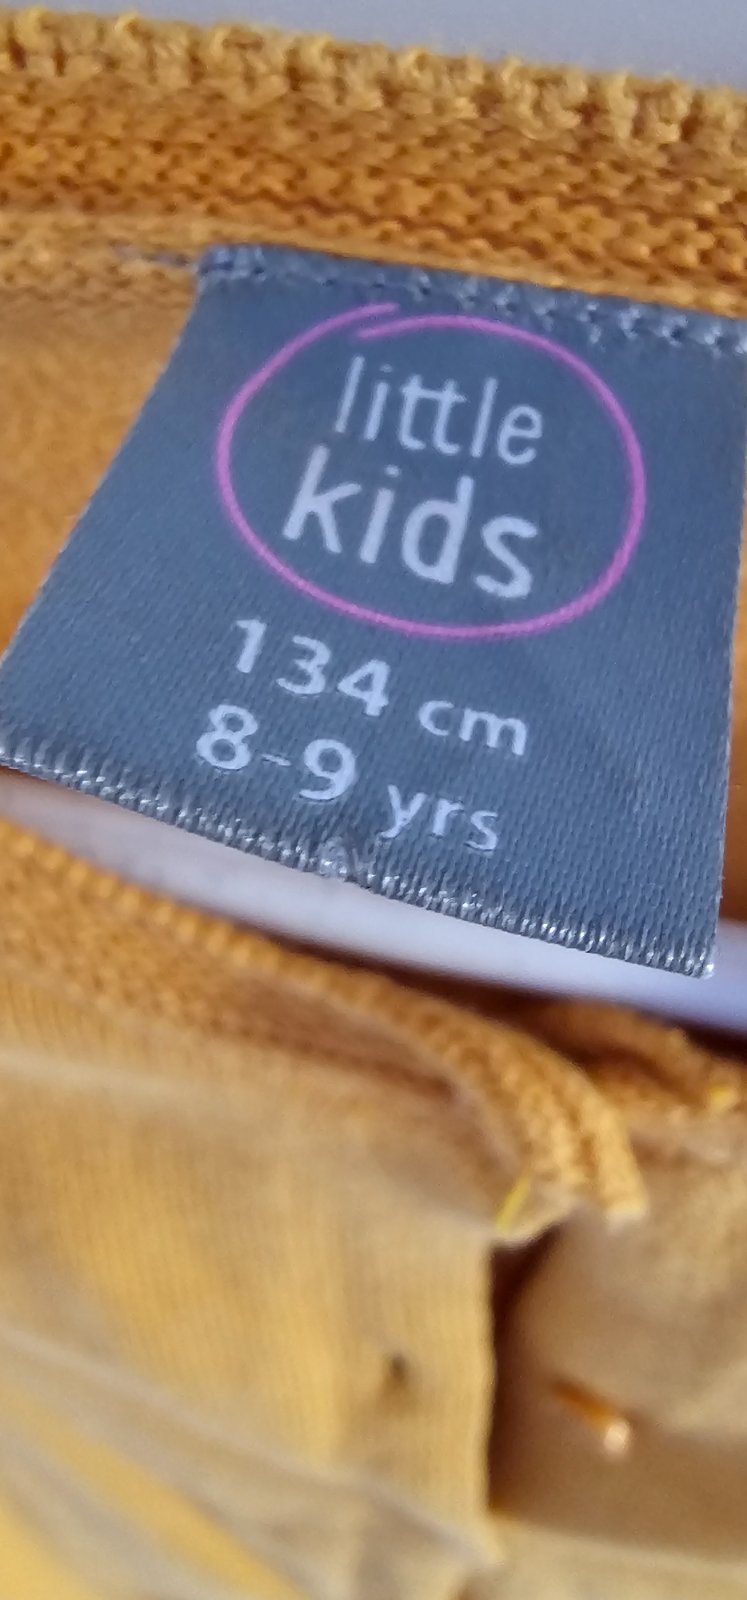 little
kids
134 cm
8-9 yrs